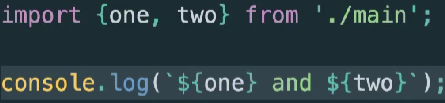 import {one, two} from './main';
console.log(`${one} and ${two}`);